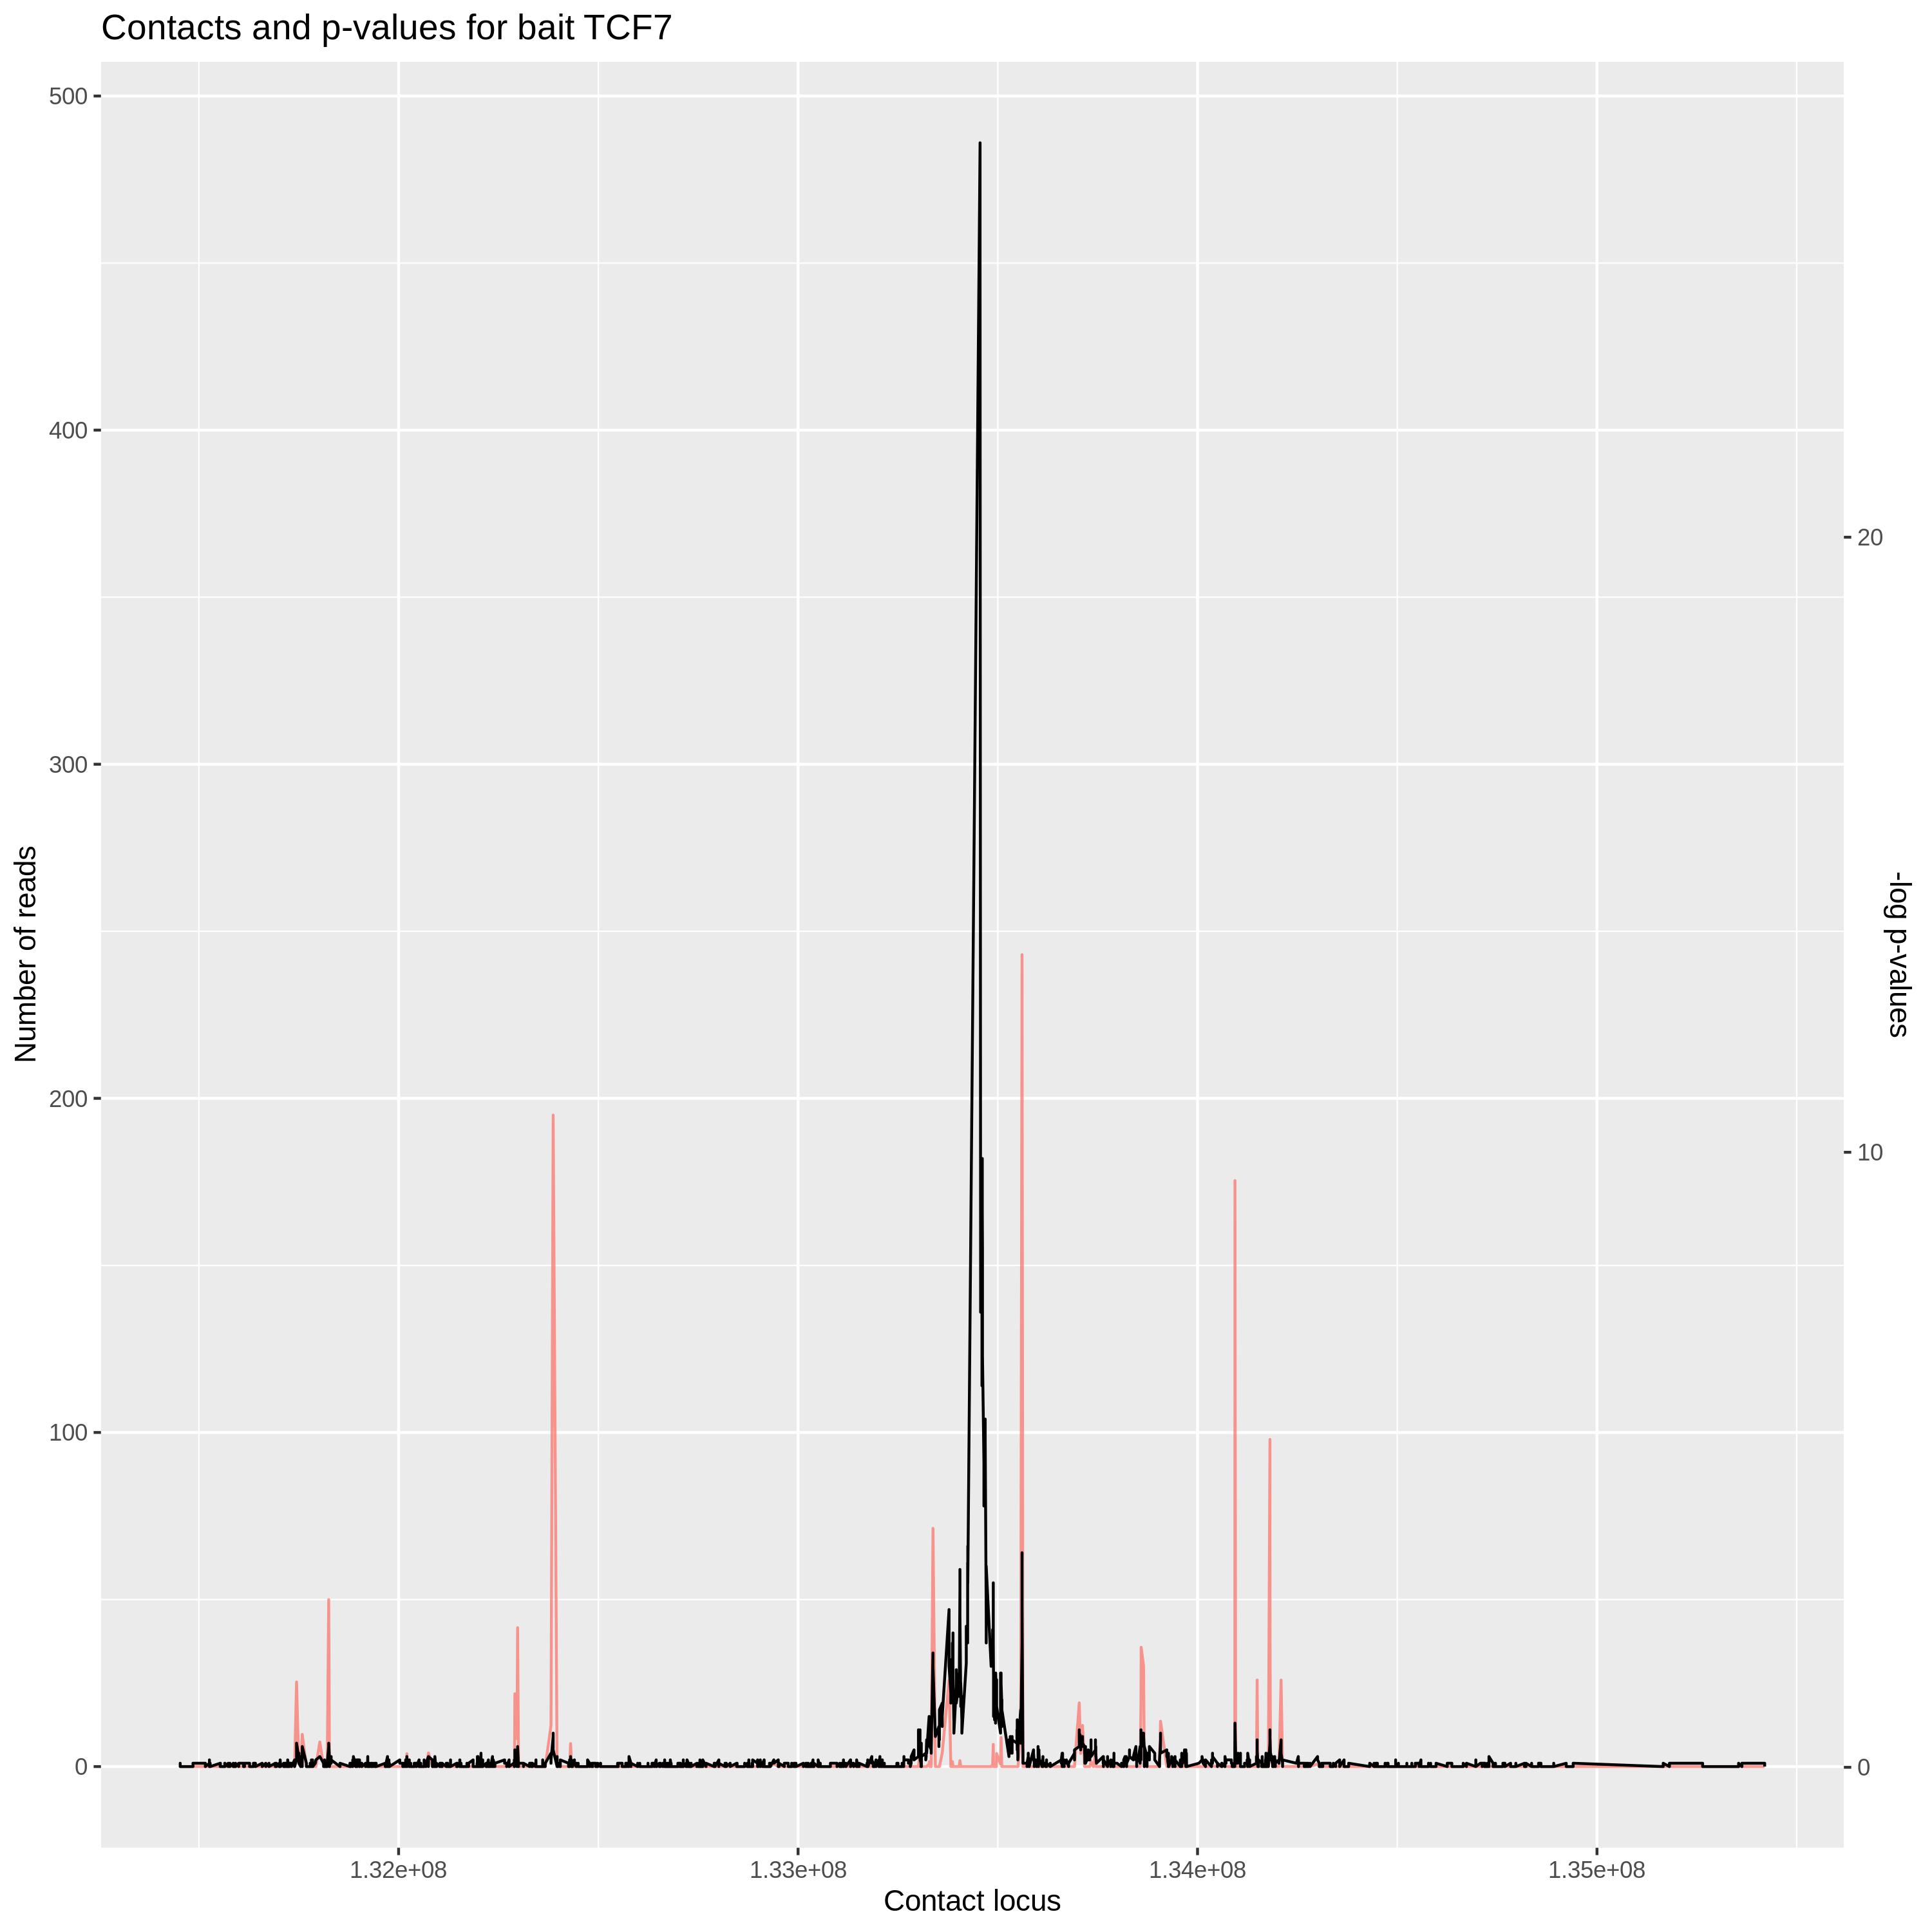 Contacts and p-values for bait TCF7
500
400
300
200
100
0
Number of reads
20
10
0
-log p-values
1.32e+08
1.33e+08
1.34e+08
1.35e+08
Contact locus